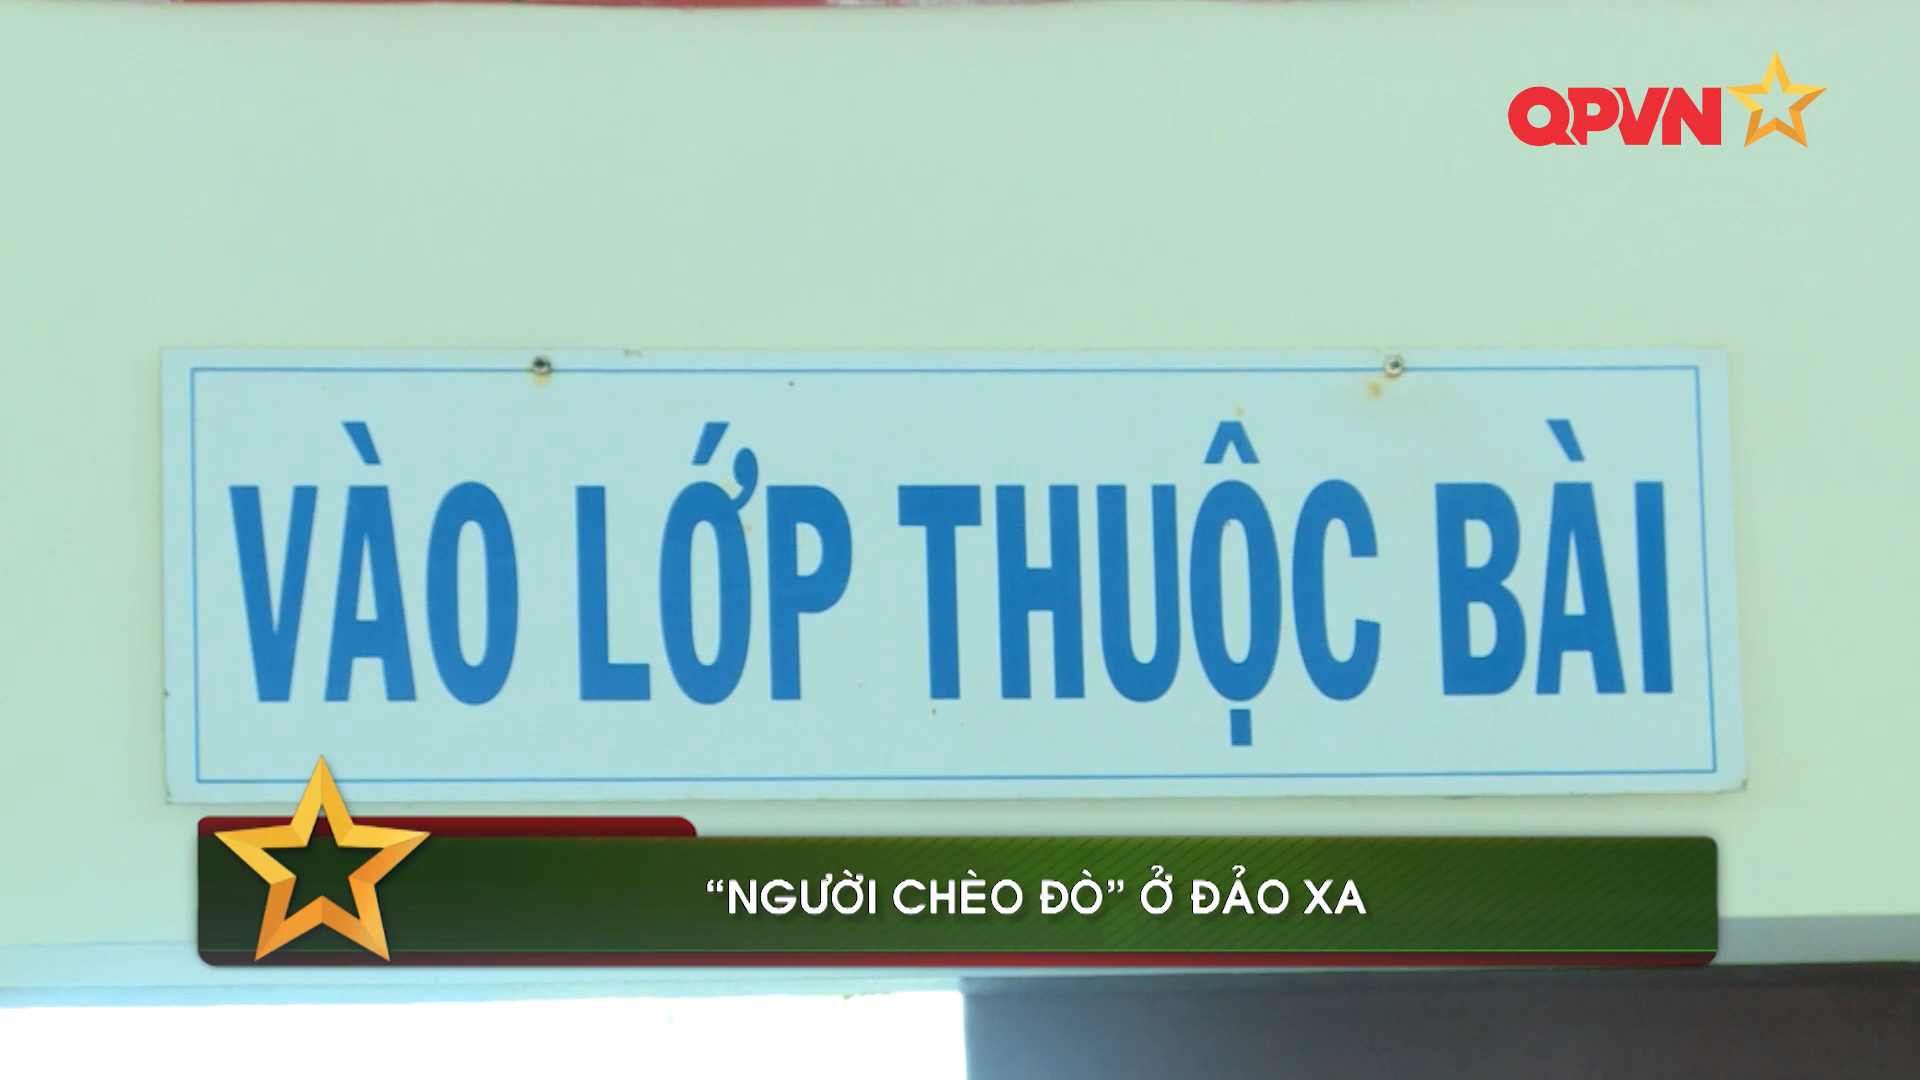 QPVN
VÀO LỚP THUỘC BÀI
“NGƯỜI CHÈO ĐÒ” Ở ĐẢO XA